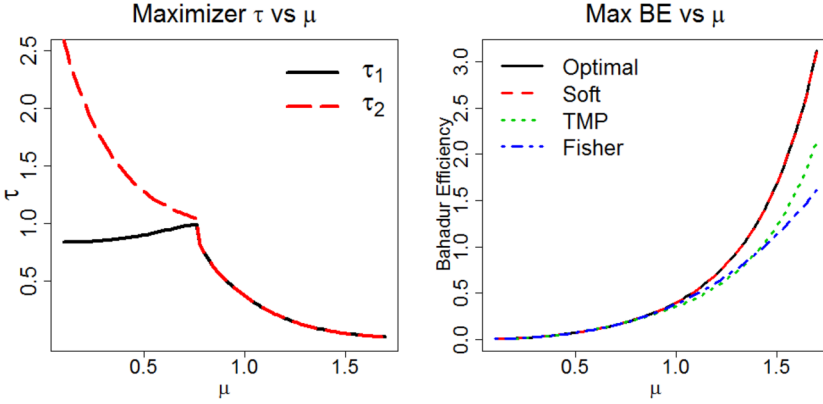 Maximizer τ vs μ
τ
2.5
2.0
1.5
1.0
0.5
τ1
τ2
0.5 1.0 1.5
μ
Max BE vs μ
Bahadur Efficiency
3.0
2.5
2.0
1.5
1.0
0.5
0.0
Optimal
Soft
TMP
Fisher
0.5 1.0 1.5
μ